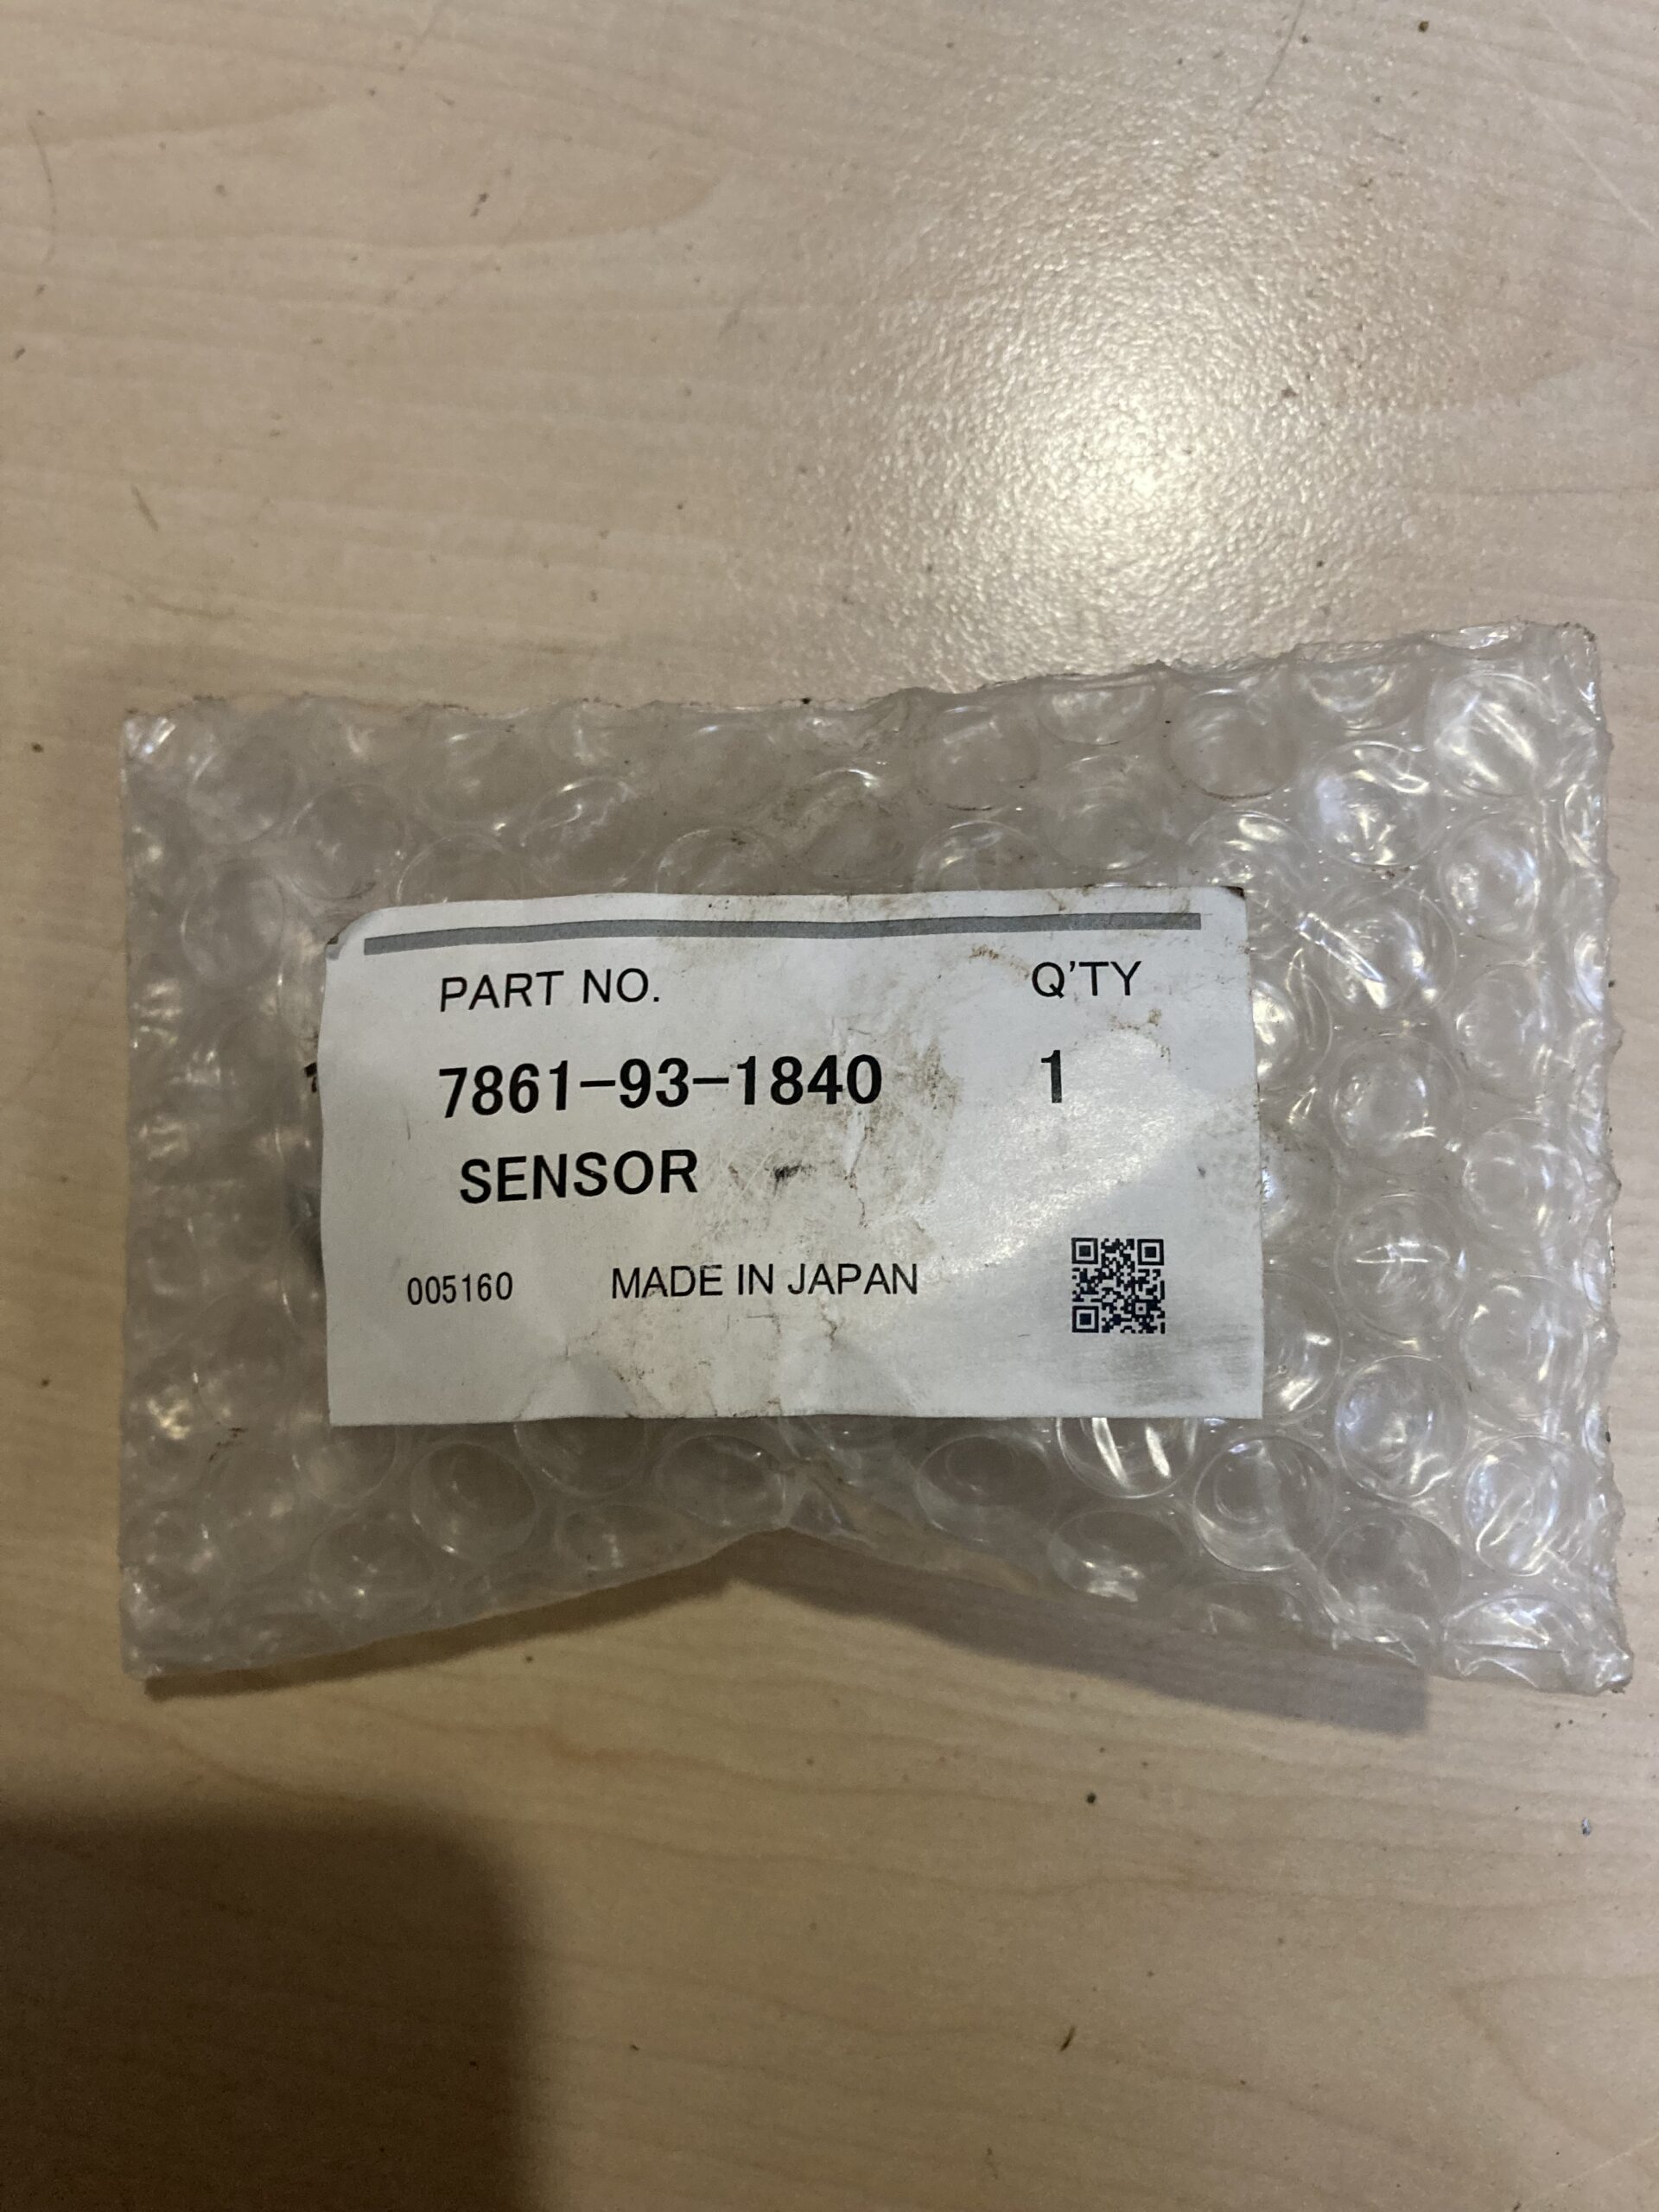 PART NO. Q'TY
7861-93-1840 1
SENSOR
005160 MADE IN JAPAN